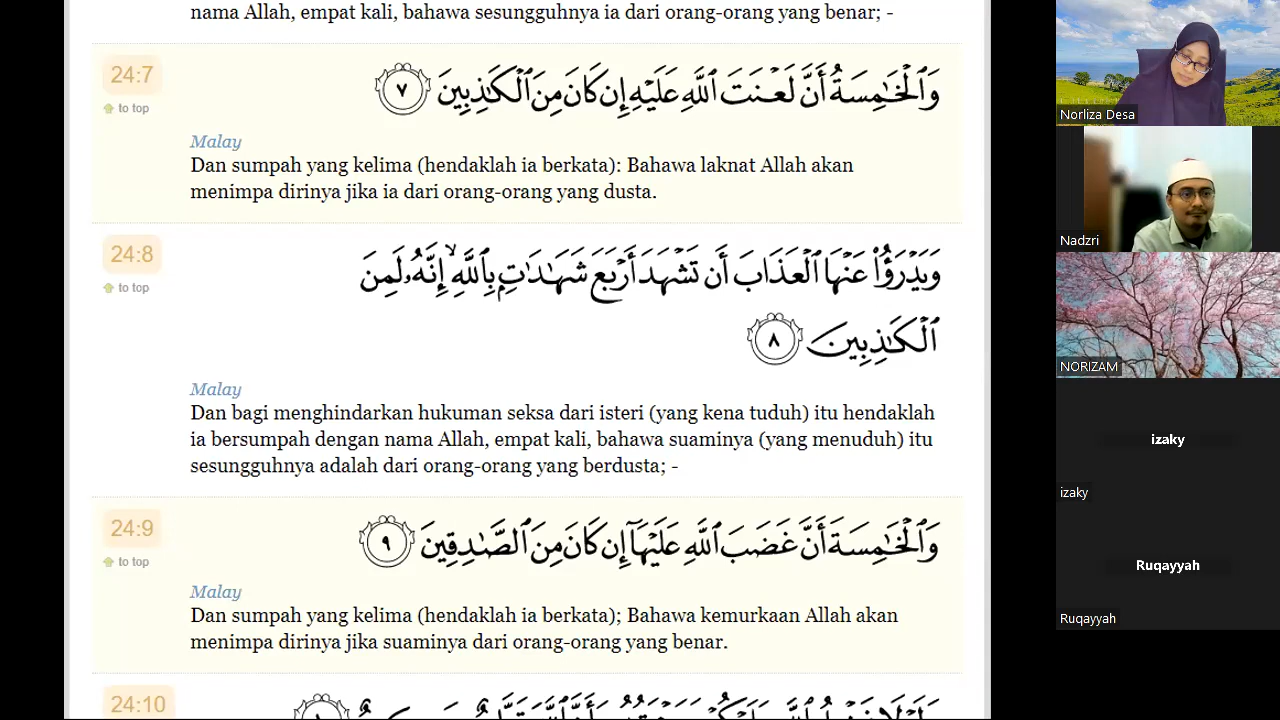 nama Allah, empat kali, bahawa sesungguhnya ia dari orang-orang yang benar; -
24:7
to top
وَٱلْخَـٰمِسَةُ أَنَّ لَعْنَتَ ٱللَّهِ عَلَيْهِ إِن كَانَ مِنَ ٱلْكَـٰذِبِينَ ٧
Malay
Dan sumpah yang kelima (hendaklah ia berkata): Bahawa laknat Allah akan
menimpa dirinya jika ia dari orang-orang yang dusta.
24:8
to top
وَيَدْرَؤُا۟ عَنْهَا ٱلْعَذَابَ أَن تَشْهَدَ أَرْبَعَ شَهَـٰدَٰتٍۭ بِٱللَّهِ ۙ إِنَّهُۥ لَمِنَ
ٱلْكَـٰذِبِينَ ٨
Malay
Dan bagi menghindarkan hukuman seksa dari isteri (yang kena tuduh) itu hendaklah
ia bersumpah dengan nama Allah, empat kali, bahawa suaminya (yang menuduh) itu
sesungguhnya adalah dari orang-orang yang berdusta; -
24:9
to top
وَٱلْخَـٰمِسَةَ أَنَّ غَضَبَ ٱللَّهِ عَلَيْهَآ إِن كَانَ مِنَ ٱلصَّـٰدِقِينَ ٩
Malay
Dan sumpah yang kelima (hendaklah ia berkata); Bahawa kemurkaan Allah akan
menimpa dirinya jika suaminya dari orang-orang yang benar.
24:10
Norliza Desa
Nadzri
NORIZAM
izaky
izaky
Ruqayyah
Ruqayyah